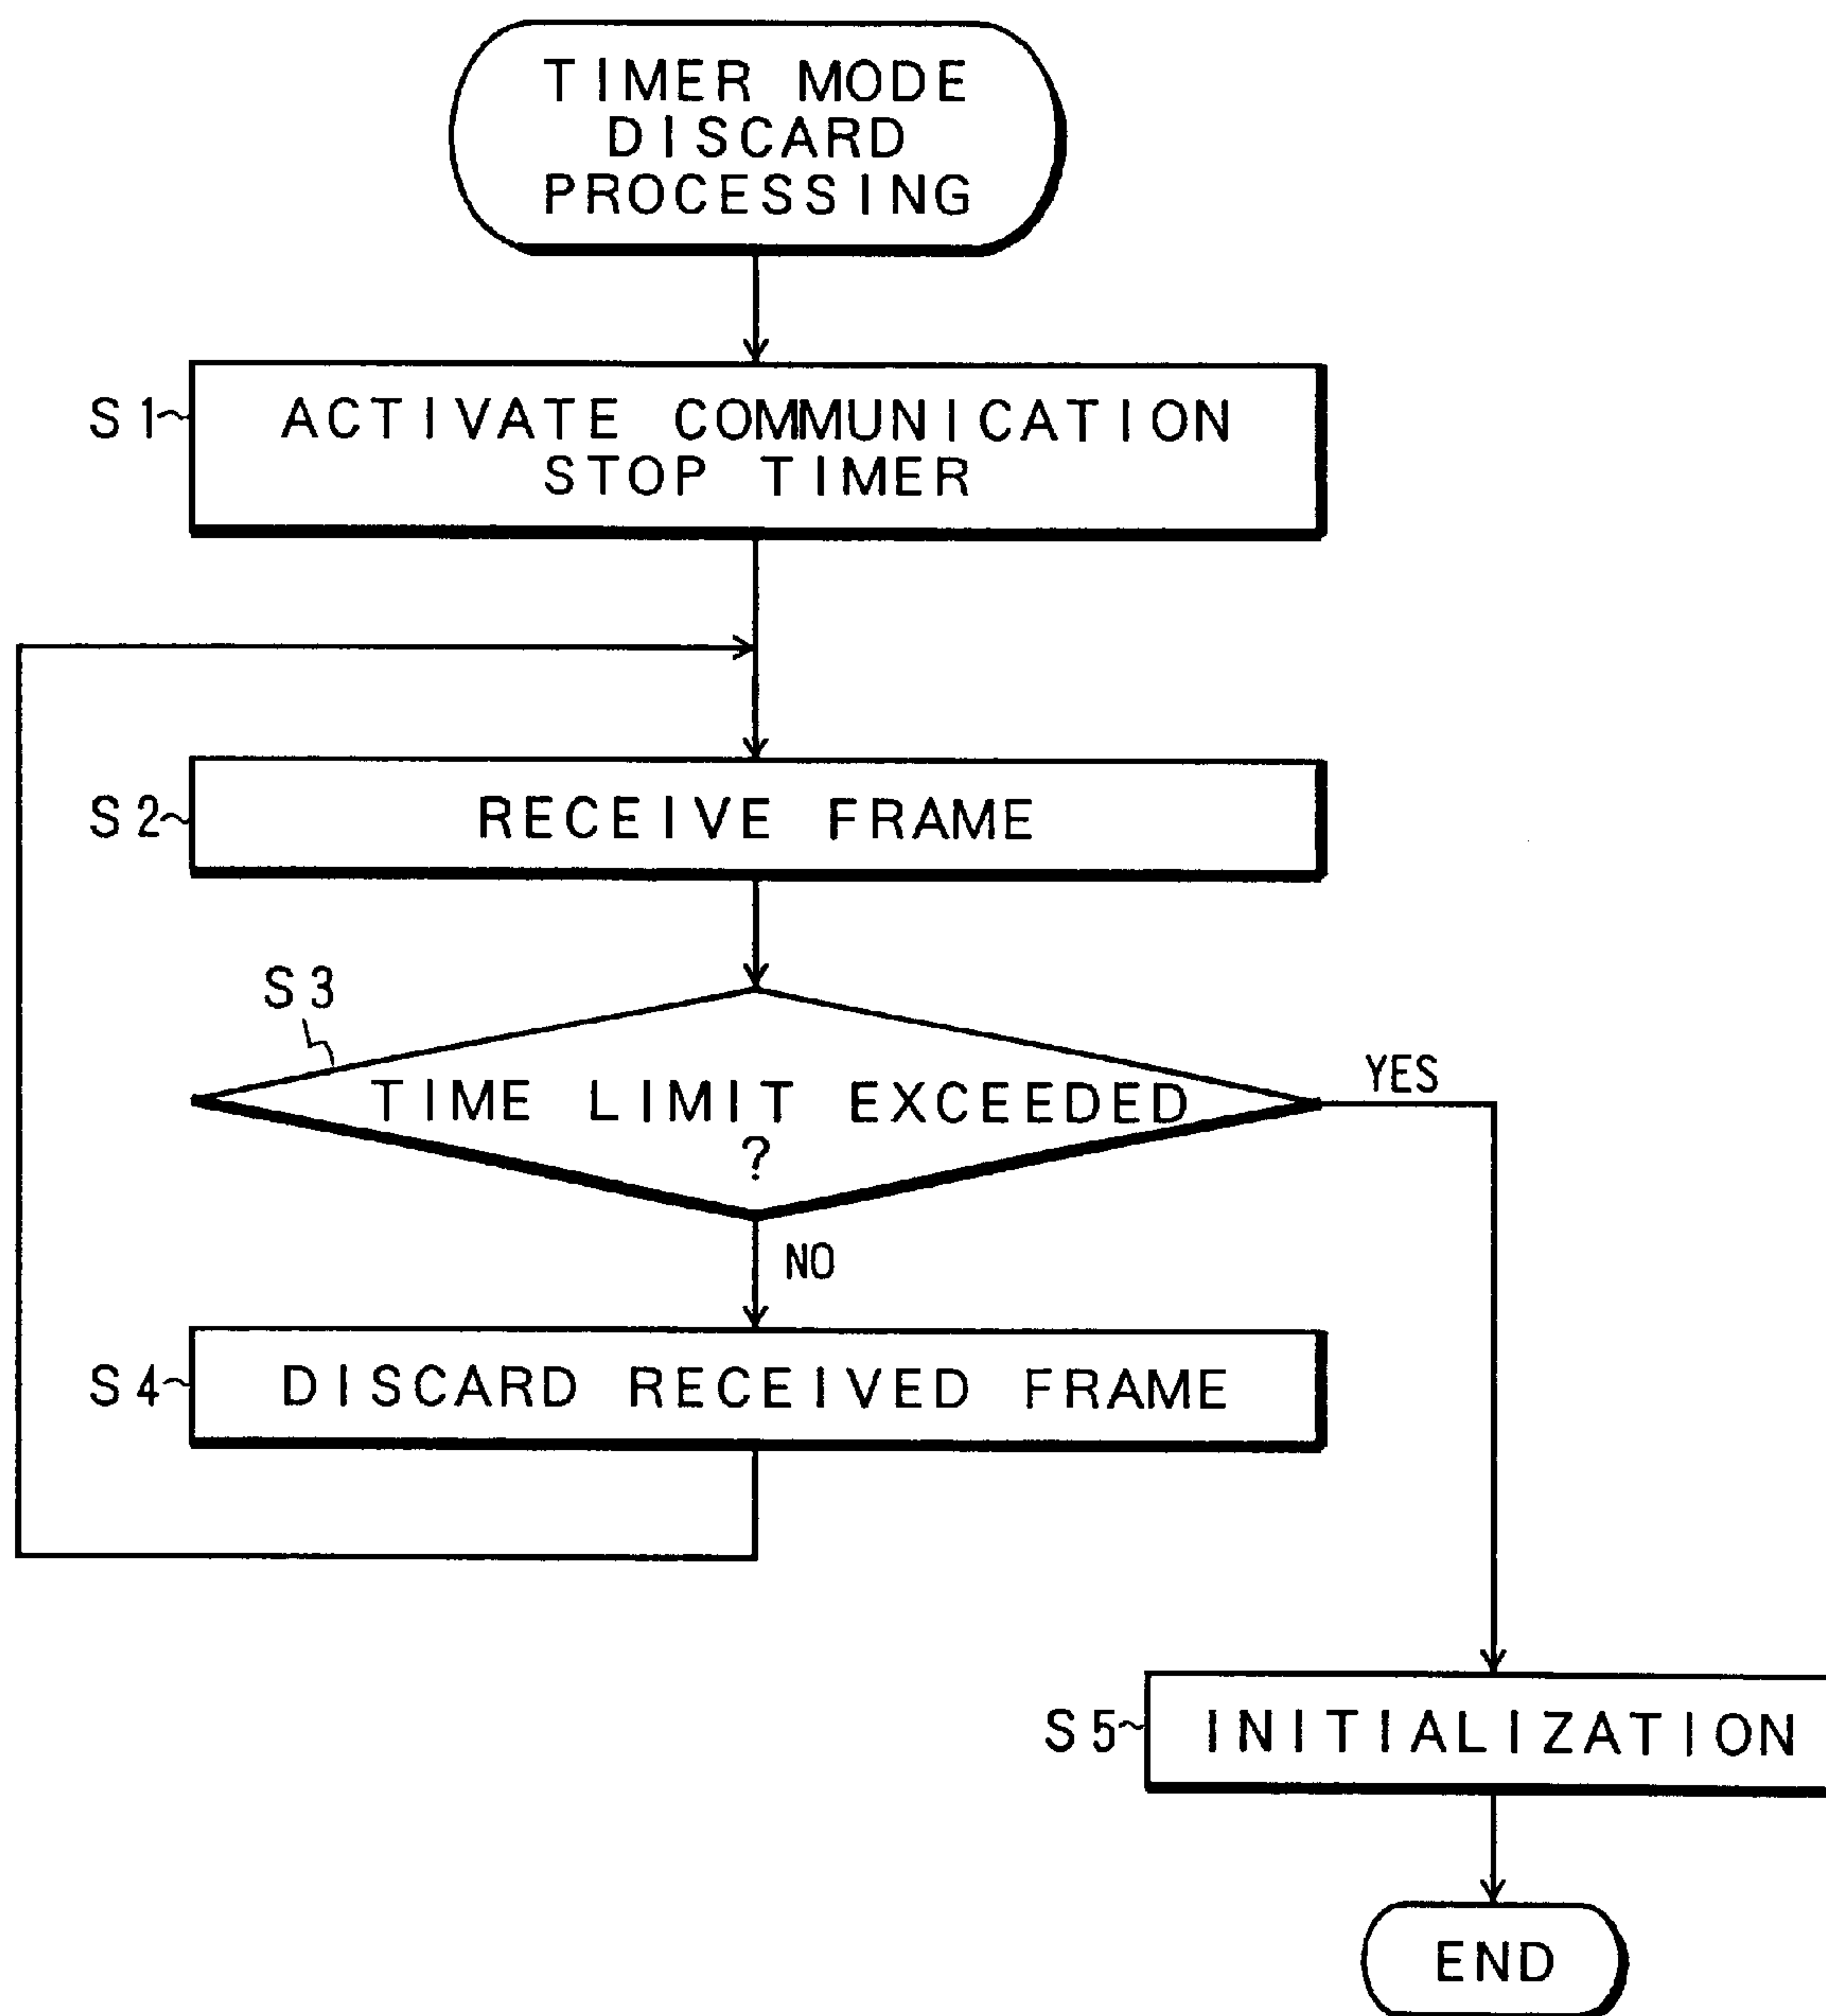 TIMER MODE
DISCARD
PROCESSING
S1
ACTIVATE COMMUNICATION
STOP TIMER
S2
RECEIVE FRAME
S3
TIME LIMIT EXCEEDED
?
YES
NO
S4
DISCARD RECEIVED FRAME
S5
INITIALIZATION
END